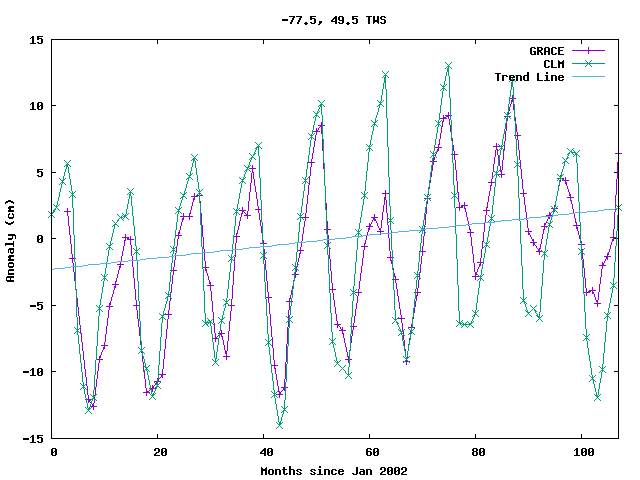 -77.5, 49.5 TWS
GRACE
CLM
Trend Line
15
10
5
0
-5
-10
-15
Anomaly (cm)
0 20 40 60 80 100
Months since Jan 2002